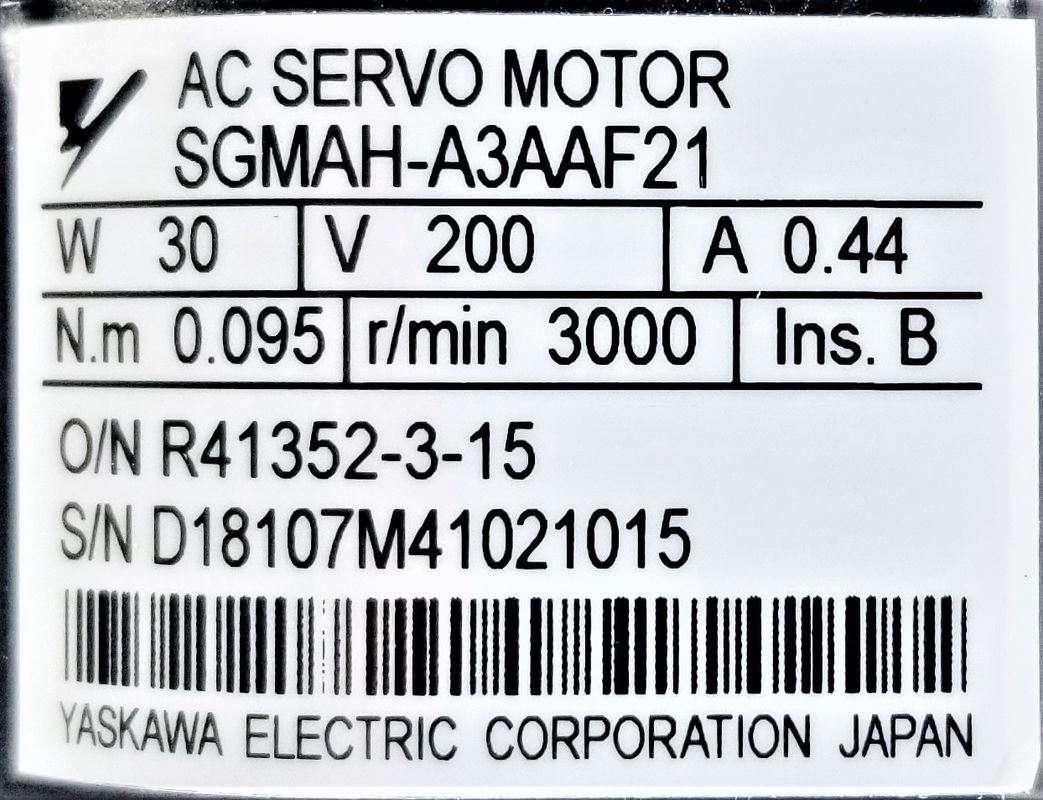 AC SERVO MOTOR
SGMAH-A3AAF21
W 30 V 200 A 0.44
N.m 0.095 r/min 3000 Ins. B
O/N R41352-3-15
S/N D18107M41021015
YASKAWA ELECTRIC CORPORATION JAPAN